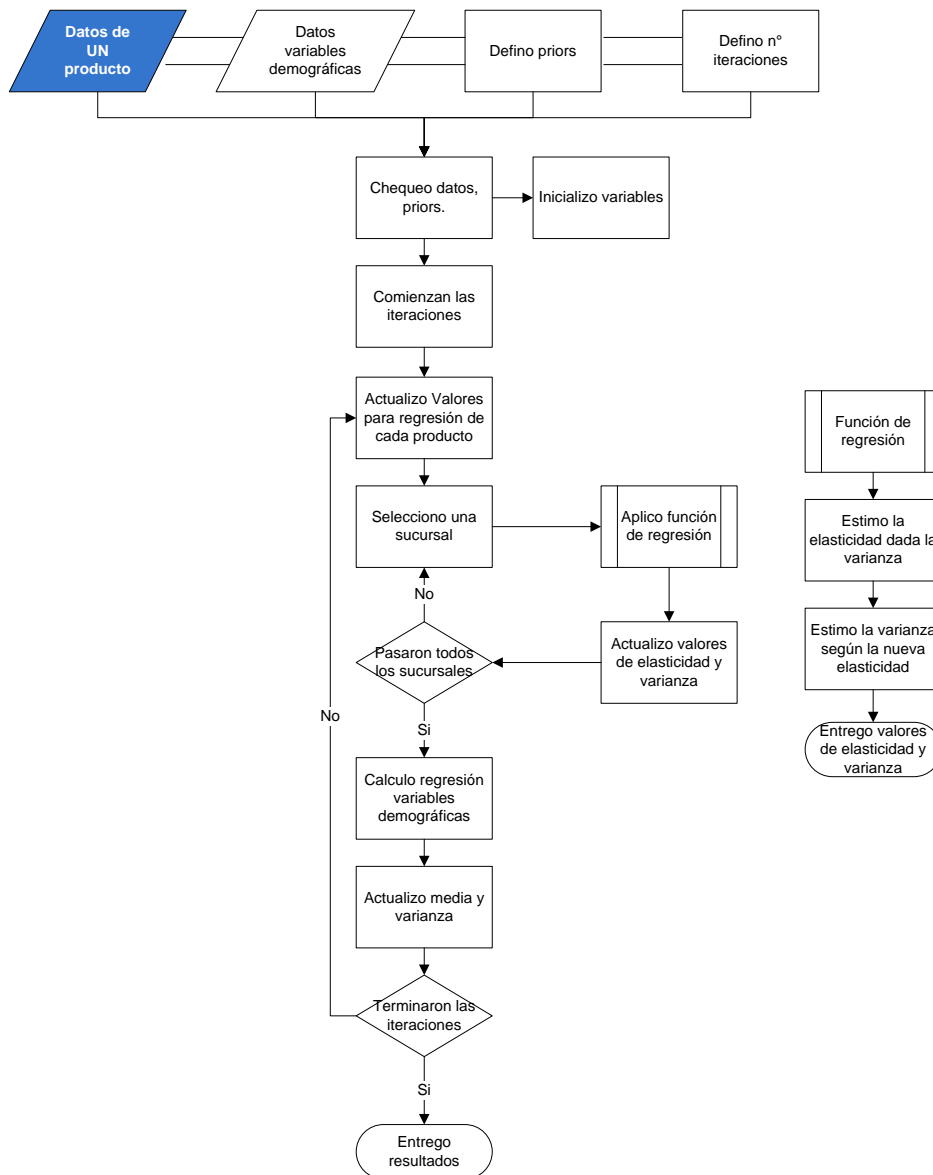 Datos de
UN
producto
Datos
variables
demográficas
Defino priors
Defino n°
iteraciones
Chequeo datos,
priors.
Inicializo variables
Comienzan las
iteraciones
Actualizo Valores
para regresión de
cada producto
Selecciono una
sucursal
Aplico función
de regresión
No
Pasaron todos
los sucursales
Actualizo valores
de elasticidad y
varianza
No
Si
Calculo regresión
variables
demográficas
Actualizo media y
varianza
Terminaron las
iteraciones
Si
Entrego
resultados
Función de
regresión
Estimo la
elasticidad dada la
varianza
Estimo la varianza
según la nueva
elasticidad
Entrego valores
de elasticidad y
varianza